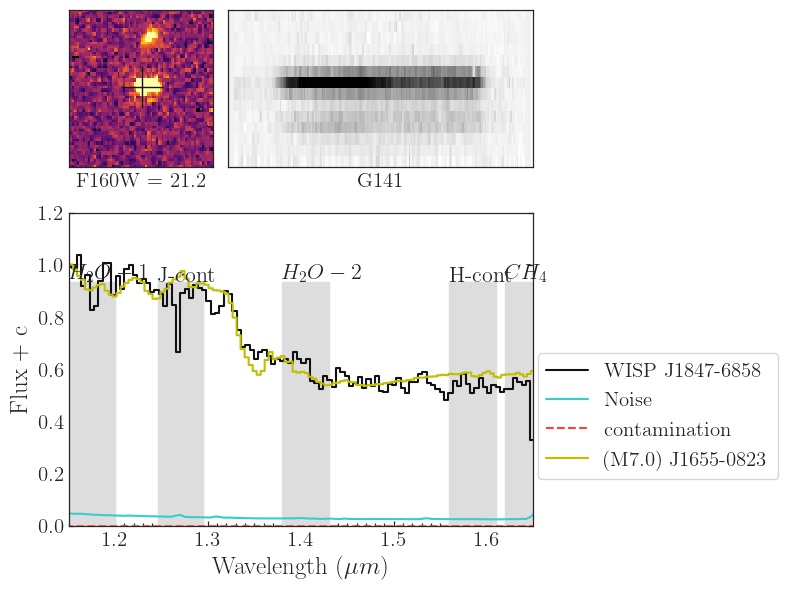 F160W = 21.2
G141
1.2
1.0
0.8
0.6
0.4
0.2
0.0
Flux + c
H₂O − 1
J-cont
H₂O − 2
H-cont
CH₄
1.2
1.3
1.4
1.5
1.6
Wavelength (μm)
WISP J1847-6858
Noise
contamination
(M7.0) J1655-0823